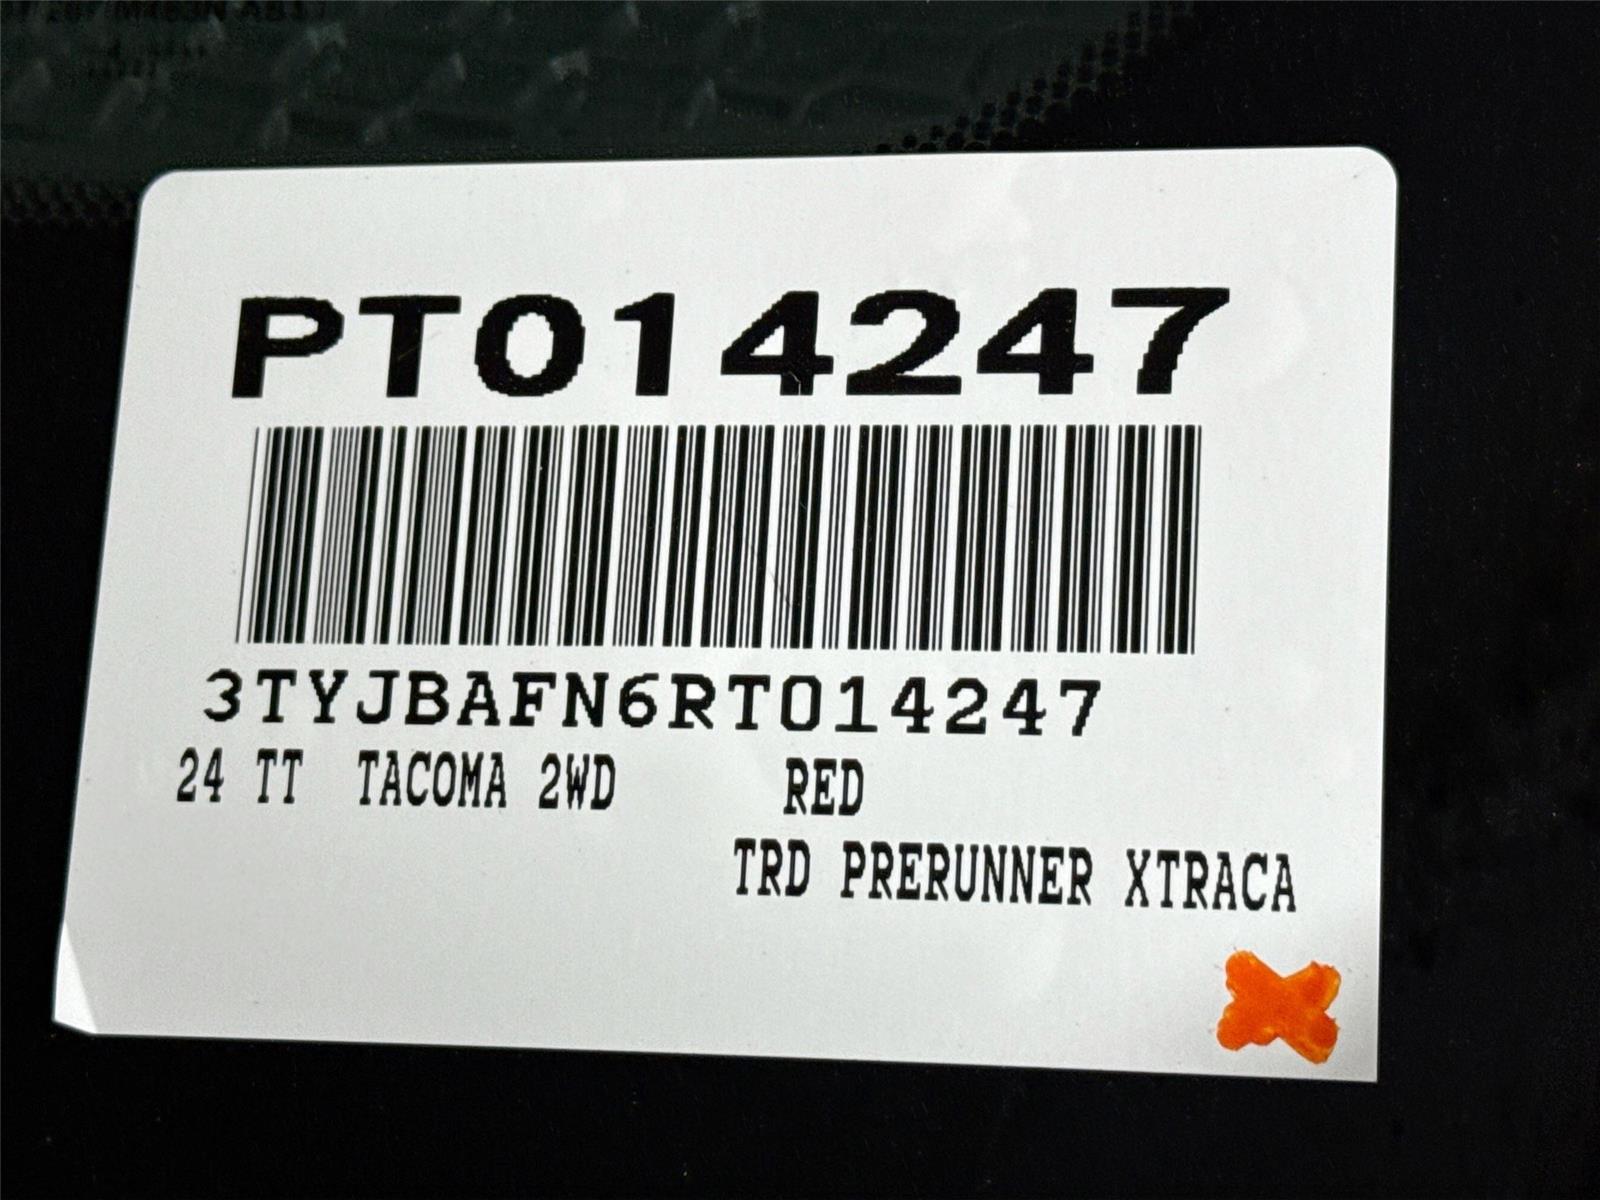 PT014247
3TYJBAFN6RT014247
24 TT TACOMA 2WD RED
TRD PRERUNNER XTRACA